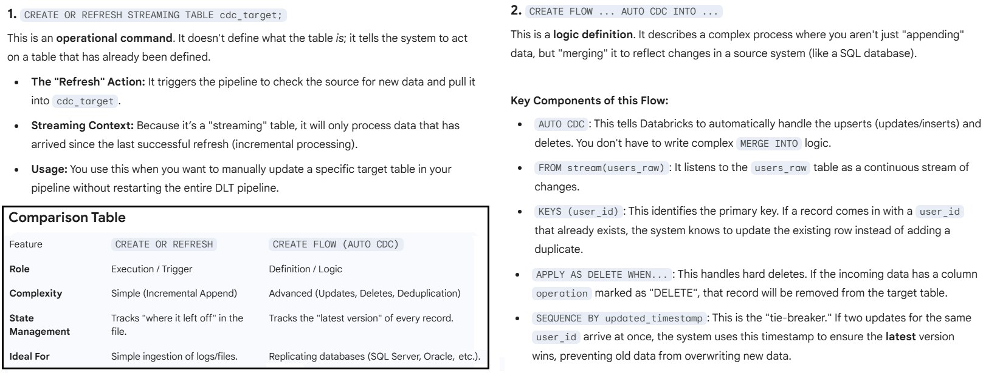 1. CREATE OR REFRESH STREAMING TABLE cdc_target;
This is an operational command. It doesn't define what the table is; it tells the system to act
on a table that has already been defined.
• The "Refresh" Action: It triggers the pipeline to check the source for new data and pull it
into cdc_target.
• Streaming Context: Because it’s a "streaming" table, it will only process data that has
arrived since the last successful refresh (incremental processing).
• Usage: You use this when you want to manually update a specific target table in your
pipeline without restarting the entire DLT pipeline.
Comparison Table
Feature CREATE OR REFRESH CREATE FLOW (AUTO CDC)
Role Execution / Trigger Definition / Logic
Complexity Simple (Incremental Append) Advanced (Updates, Deletes, Deduplication)
State Tracks "where it left off" in the Tracks the "latest version" of every record.
Management file.
Ideal For Simple ingestion of logs/files. Replicating databases (SQL Server, Oracle, etc.).
2. CREATE FLOW ... AUTO CDC INTO ...
This is a logic definition. It describes a complex process where you aren't just "appending"
data, but "merging" it to reflect changes in a source system (like a SQL database).
Key Components of this Flow:
• AUTO CDC: This tells Databricks to automatically handle the upserts (updates/inserts) and
deletes. You don't have to write complex MERGE INTO logic.
• FROM stream(users_raw): It listens to the users_raw table as a continuous stream of
changes.
• KEYS (user_id): This identifies the primary key. If a record comes in with a user_id
that already exists, the system knows to update the existing row instead of adding a
duplicate.
• APPLY AS DELETE WHEN...: This handles hard deletes. If the incoming data has a column
operation marked as "DELETE", that record will be removed from the target table.
• SEQUENCE BY updated_timestamp: This is the "tie-breaker." If two updates for the same
user_id arrive at once, the system uses this timestamp to ensure the latest version
wins, preventing old data from overwriting new data.